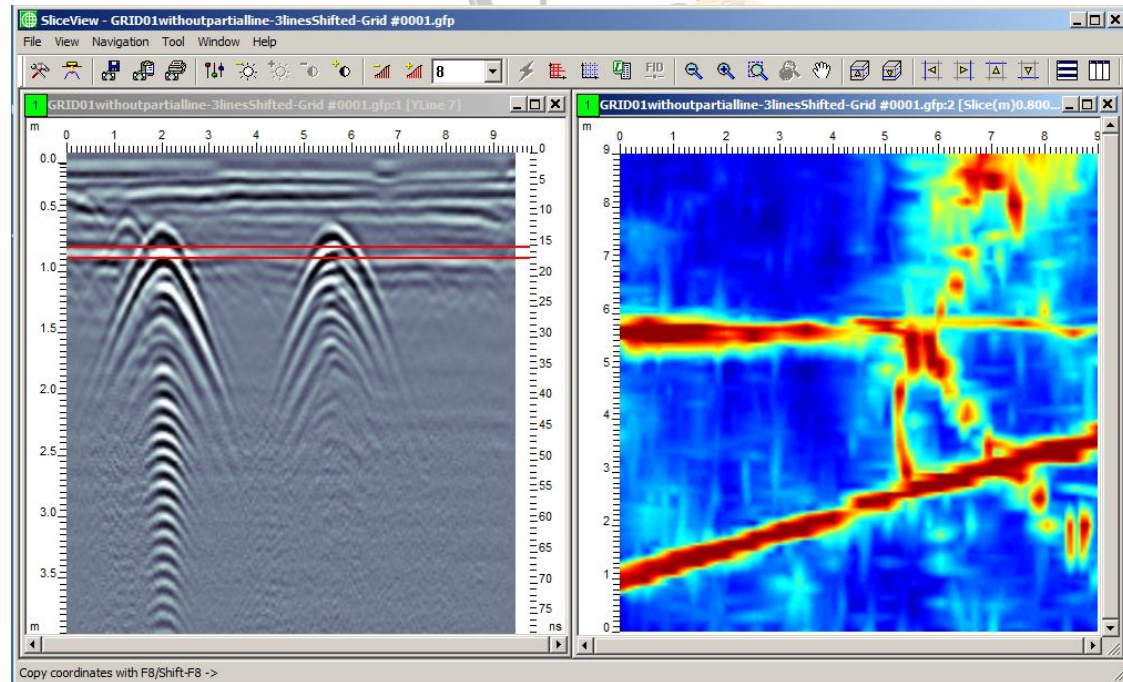 SliceView - GRID01withoutpartialline-3linesShifted-Grid #0001.gfp
File View Navigation Tool Window Help
8
FID
1 GRID01withoutpartialline-3linesShifted-Grid #0001.gfp:1 [YLine 7]
m
0 1 2 3 4 5 6 7 8 9
0.0
0.5
1.0
1.5
2.0
2.5
3.0
3.5
m
0
5
10
15
20
25
30
35
40
45
50
55
60
65
70
75
ns
1 GRID01withoutpartialline-3linesShifted-Grid #0001.gfp:2 [Slice(m)0.800...
m
0 1 2 3 4 5 6 7 8 9
9
8
7
6
5
4
3
2
1
0
Copy coordinates with F8/Shift-F8 ->